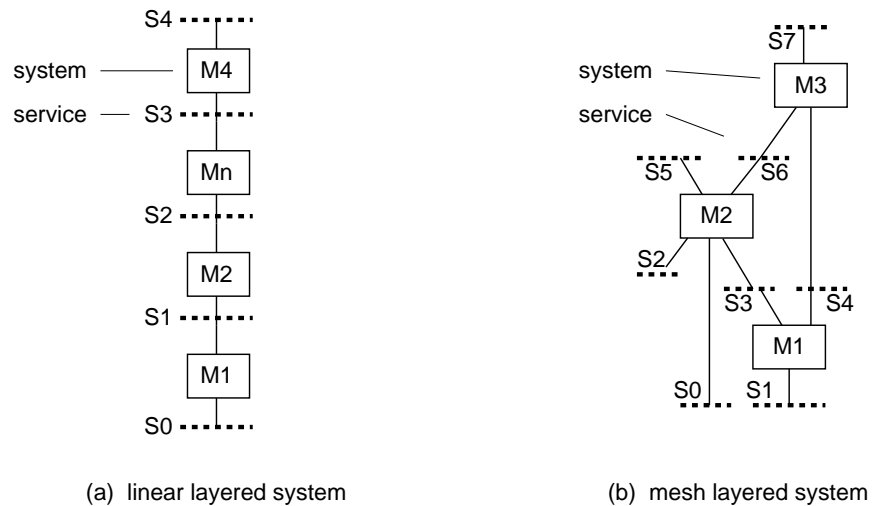 S4
system
M4
service
S3
Mn
S2
M2
S1
M1
S0
(a) linear layered system
S7
system
M3
service
S5
S6
M2
S2
S3
S4
M1
S0
S1
(b) mesh layered system